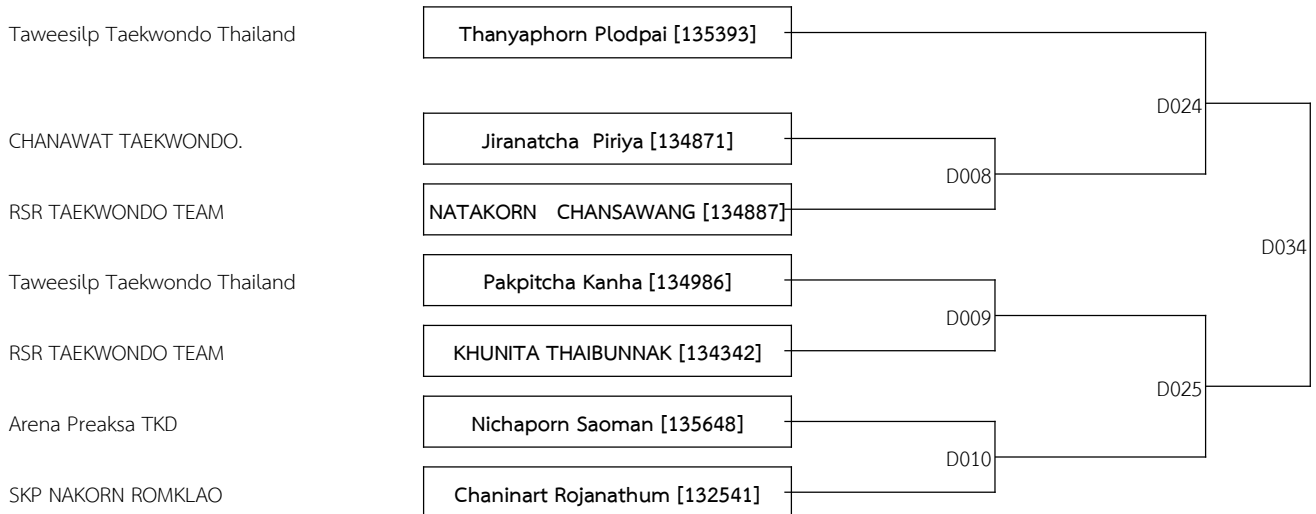 Taweesilp Taekwondo Thailand
Thanyaphorn Plodpai [135393]
D024
CHANAWAT TAEKWONDO.
Jiranatcha  Piriya [134871]
D008
RSR TAEKWONDO TEAM
NATAKORN   CHANSAWANG [134887]
D034
Taweesilp Taekwondo Thailand
Pakpitcha Kanha [134986]
D009
RSR TAEKWONDO TEAM
KHUNITA THAIBUNNAK [134342]
D025
Arena Preaksa TKD
Nichaporn Saoman [135648]
D010
SKP NAKORN ROMKLAO
Chaninart Rojanathum [132541]